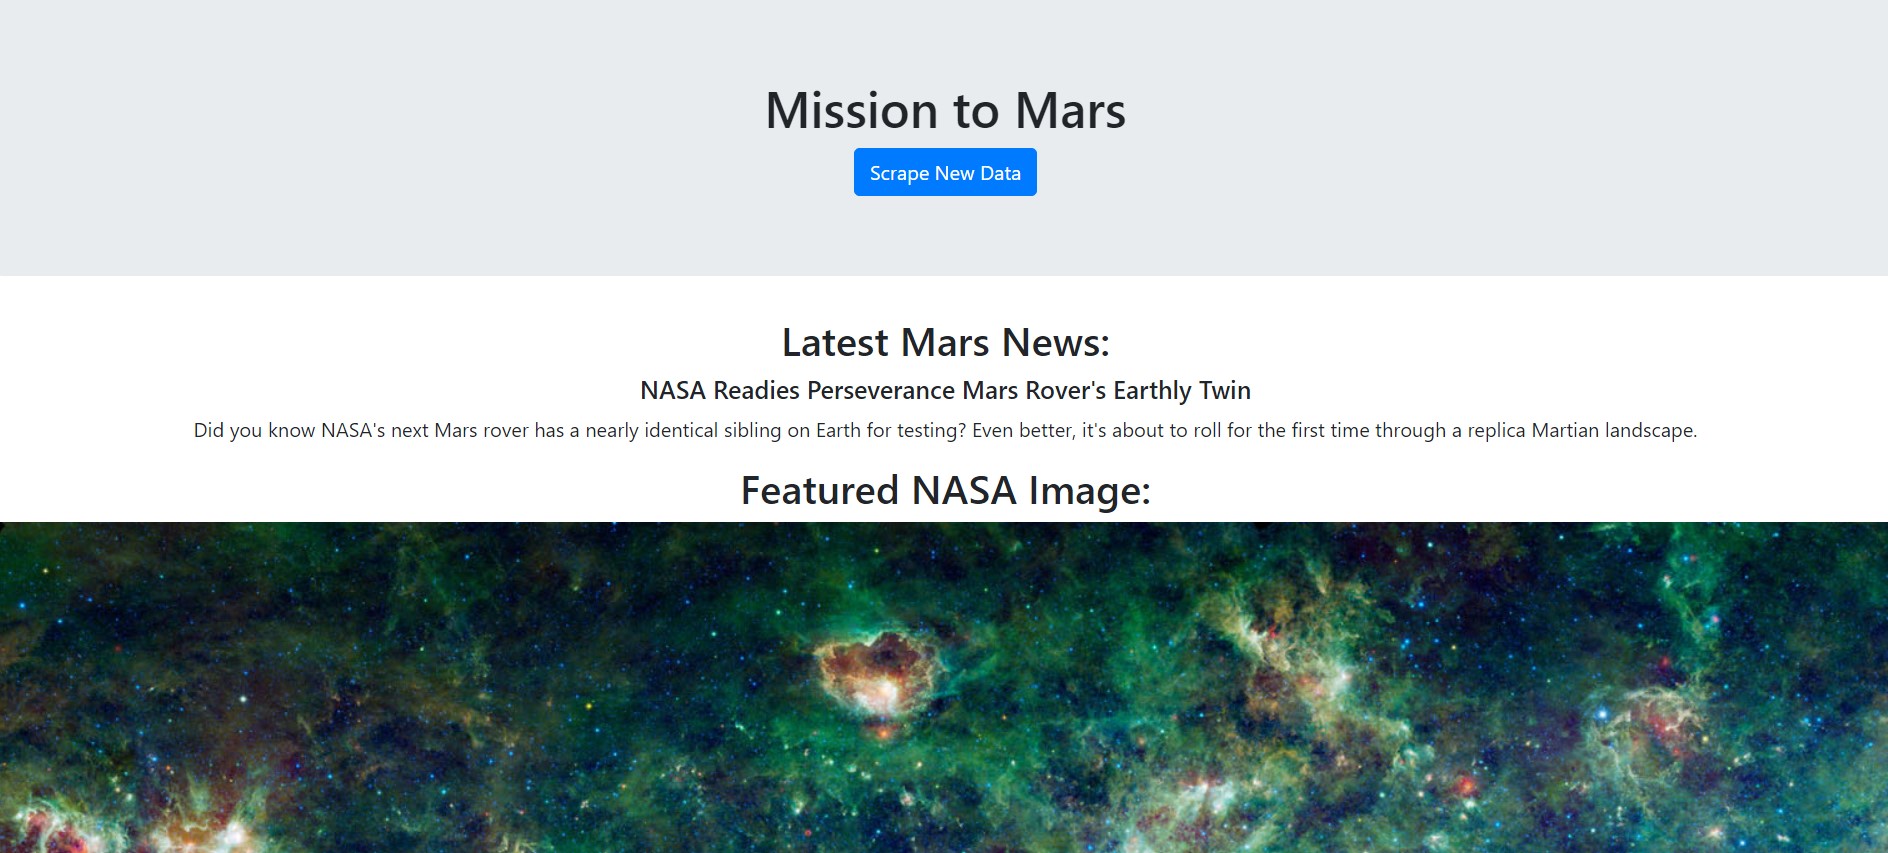 Mission to Mars
Scrape New Data
Latest Mars News:
NASA Readies Perseverance Mars Rover's Earthly Twin
Did you know NASA's next Mars rover has a nearly identical sibling on Earth for testing? Even better, it's about to roll for the first time through a replica Martian landscape.
Featured NASA Image: